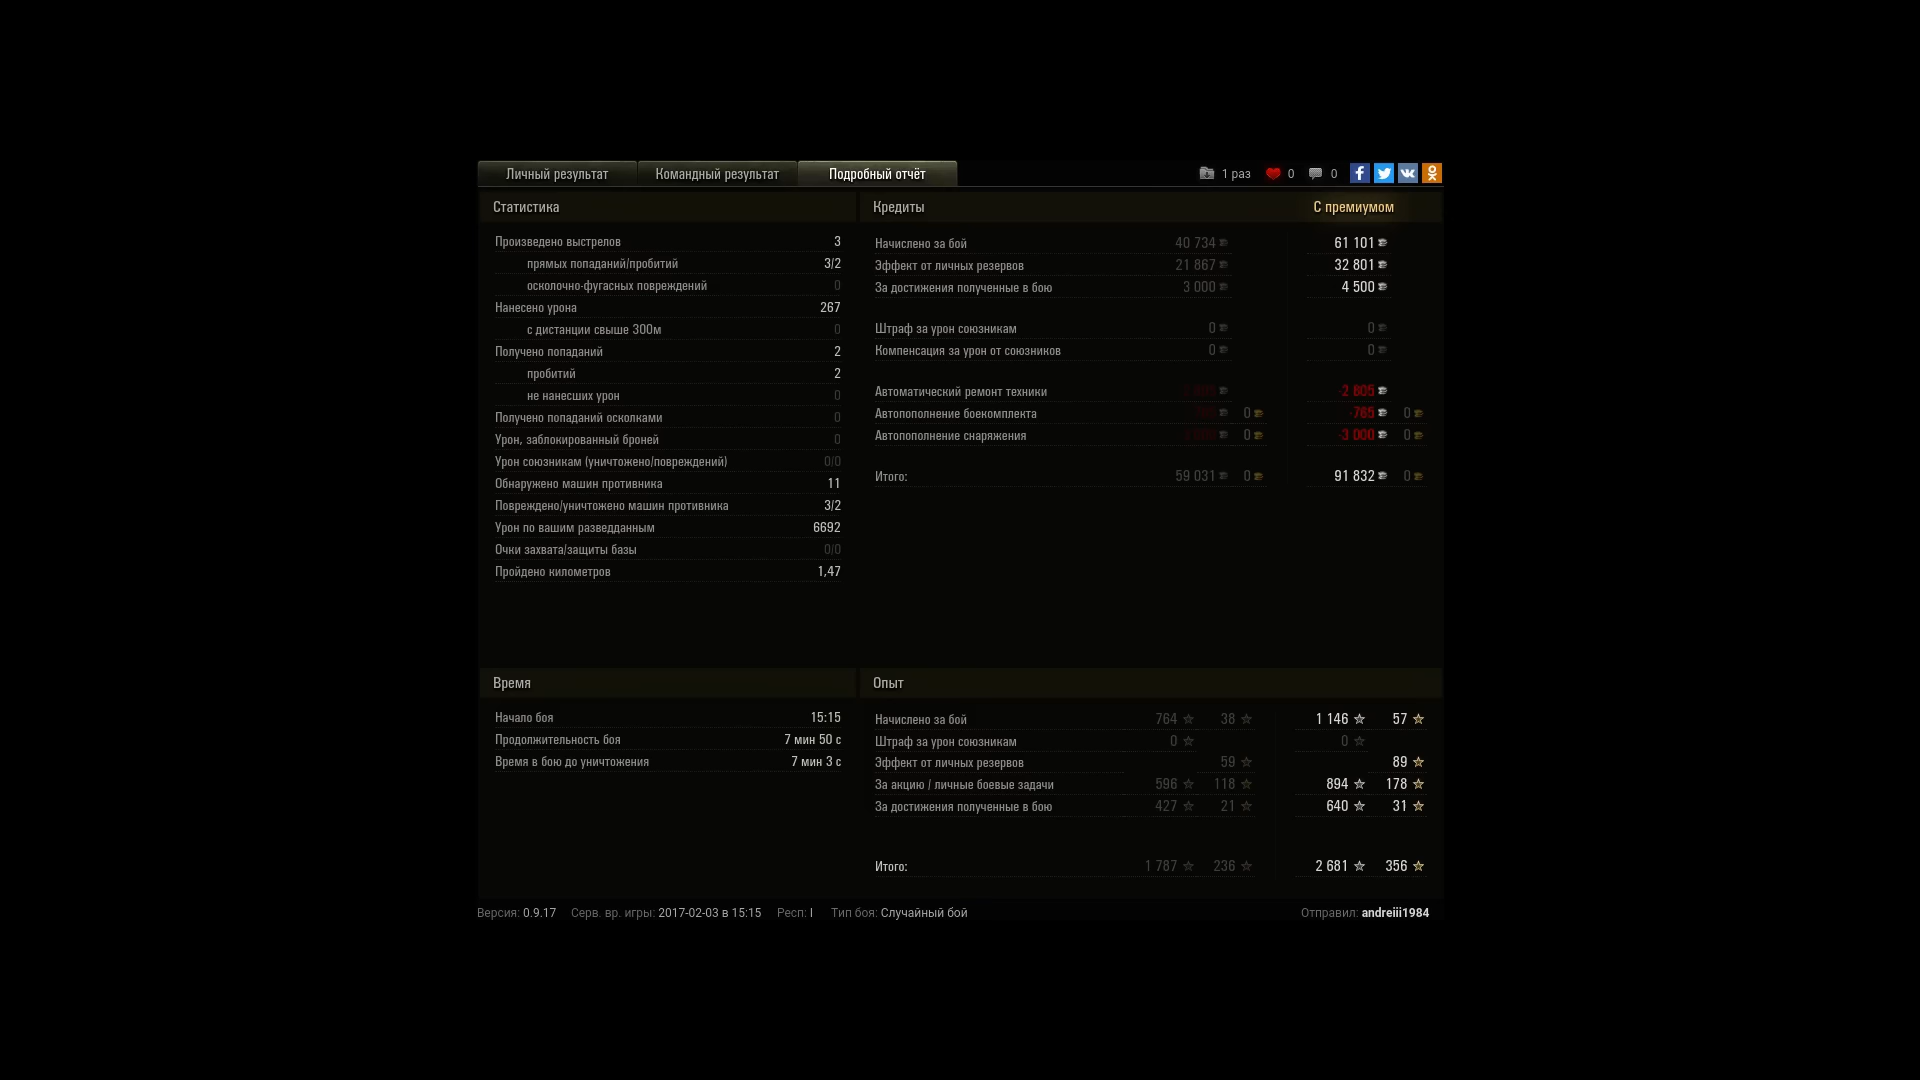 Личный результат Командный результат Подробный отчёт 1 раз 0 0
Статистика
Произведено выстрелов 3
прямых попаданий/пробитий 3/2
осколочно-фугасных повреждений 0
Нанесено урона 267
с дистанции свыше 300м 0
Получено попаданий 2
пробитий 2
не нанесших урон 0
Получено попаданий осколками 0
Урон, заблокированный броней 0
Урон союзникам (уничтожено/повреждений) 0/0
Обнаружено машин противника 11
Повреждено/уничтожено машин противника 3/2
Урон по вашим разведданным 6692
Очки захвата/защиты базы 0/0
Пройдено километров 1,47
Кредиты С премиумом
Начислено за бой 40 734 61 101
Эффект от личных резервов 21 867 32 801
За достижения полученные в бою 3 000 4 500
Штраф за урон союзникам 0 0
Компенсация за урон от союзников 0 0
Автоматический ремонт техники -2 805
Автопополнение боекомплекта 0 -765 0
Автопополнение снаряжения 0 -3 000 0
Итого: 59 031 0 91 832 0
Время
Начало боя 15:15
Продолжительность боя 7 мин 50 с
Время в бою до уничтожения 7 мин 3 с
Опыт
Начислено за бой 764 38 1 146 57
Штраф за урон союзникам 0 0
Эффект от личных резервов 59 89
За акцию / личные боевые задачи 596 118 894 178
За достижения полученные в бою 427 21 640 31
Итого: 1 787 236 2 681 356
Версия: 0.9.17 Серв. вр. игры: 2017-02-03 в 15:15 Респ: I Тип боя: Случайный бой Отправил: andreiii1984